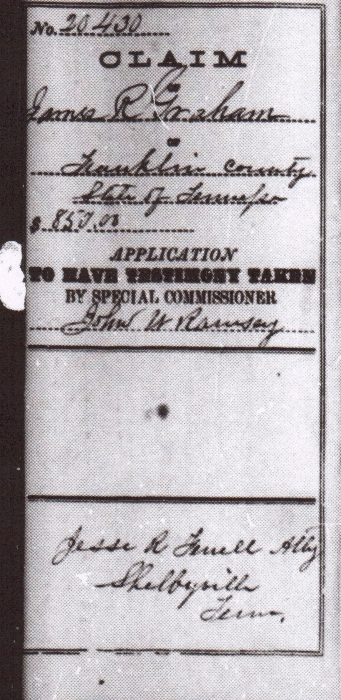 No. 20430
CLAIM
OF
James R Graham
OF
Franklin County
State of Tennessee
$ 857.00
APPLICATION
TO HAVE TESTIMONY TAKEN
BY SPECIAL COMMISSIONER
John W Ramsey
Jesse R Atty
Shelbyville
Tenn.